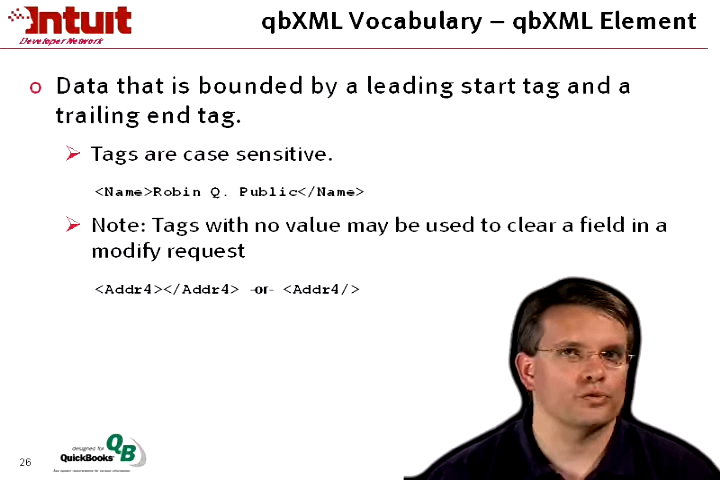 Intuit
Developer Network
qbXML Vocabulary – qbXML Element
o Data that is bounded by a leading start tag and a
trailing end tag.
➢ Tags are case sensitive.
<Name>Robin Q. Public</Name>
➢ Note: Tags with no value may be used to clear a field in a
modify request
<Addr4></Addr4> -or- <Addr4/>
26
designed for
QuickBooks
QB